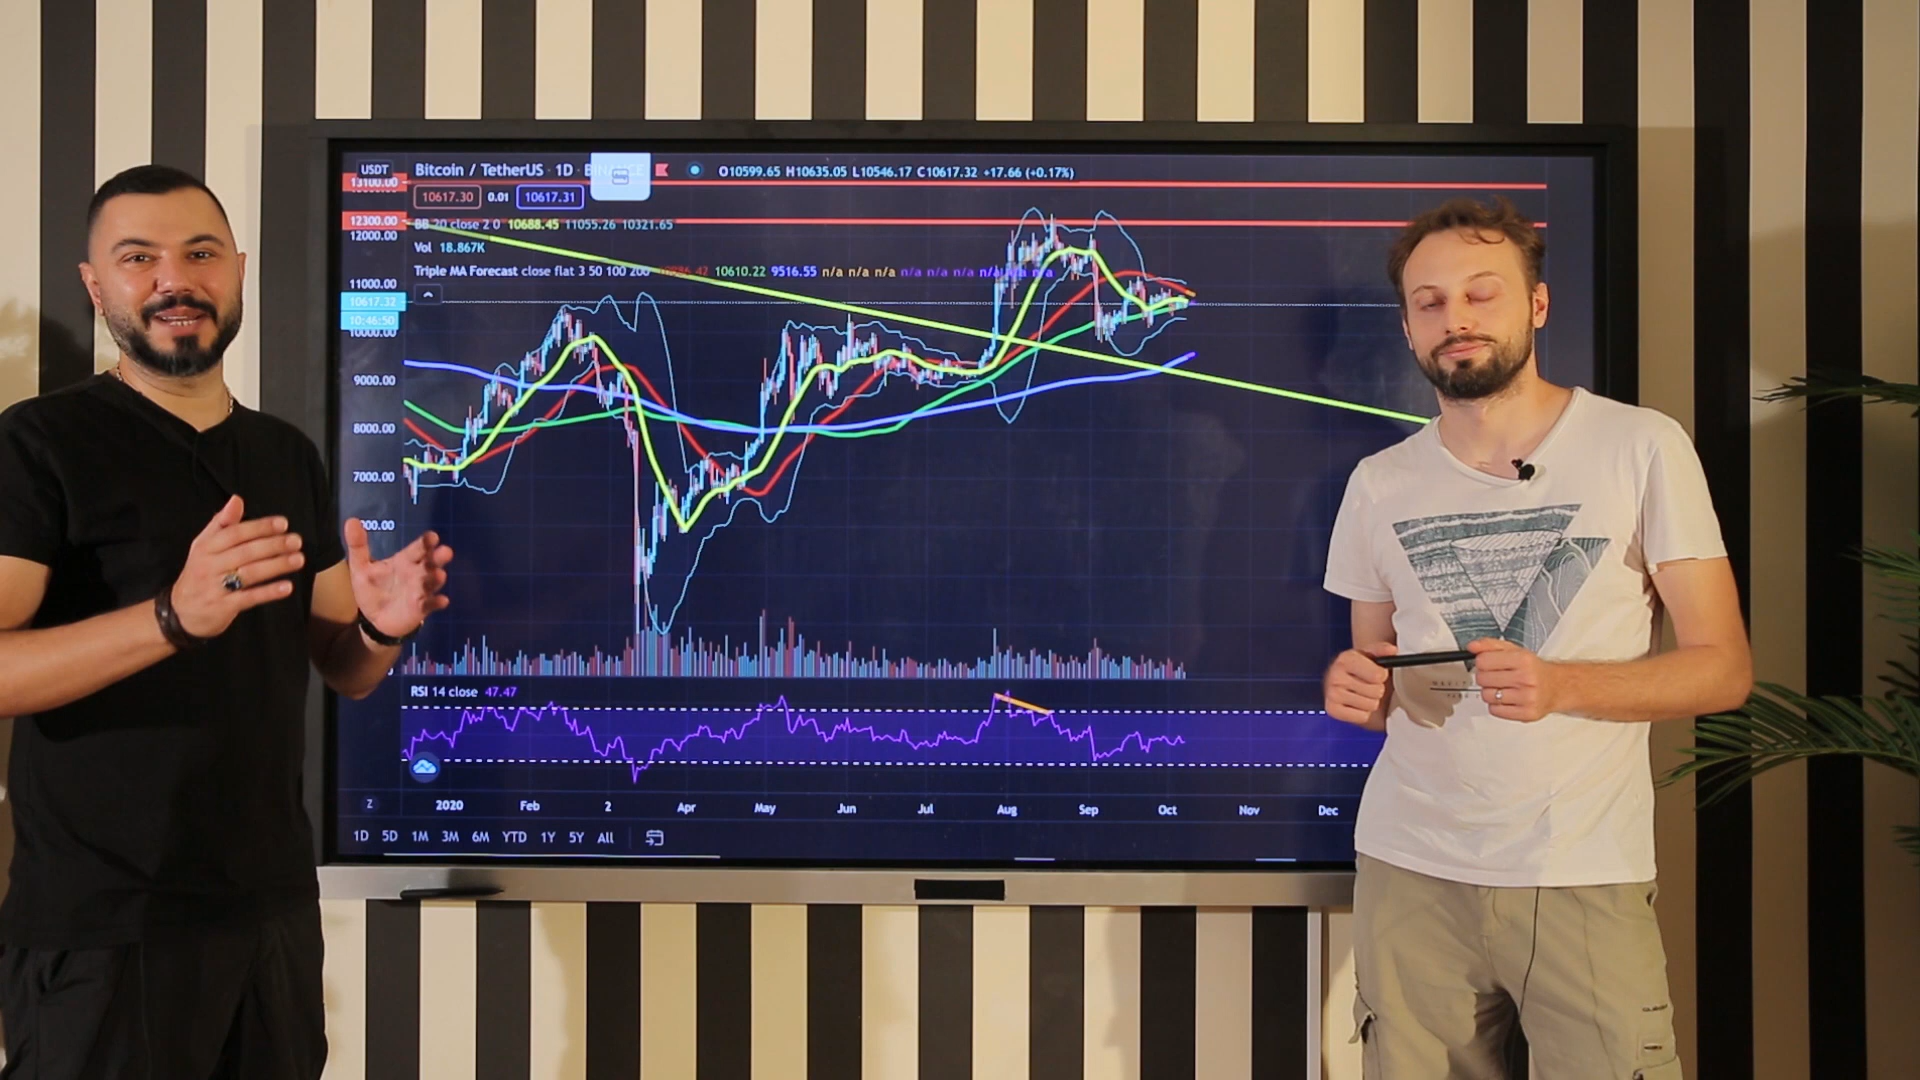 USDT
Bitcoin / TetherUS · 1D ·
O10599.65 H10635.05 L10546.17 C10617.32 +17.66 (+0.17%)
13100.00
10617.30 0.01 10617.31
12300.00
BB 20 close 2 0 10688.45 11055.26 10321.65
12000.00
Vol 18.867K
Triple MA Forecast close flat 3 50 100 200 10610.22 9516.55 n/a n/a n/a n/a n/a n/a n/a n/a n/a
11000.00
10617.32
10:46:50
10000.00
9000.00
8000.00
7000.00
RSI 14 close 47.47
Z
2020 Feb 2 Apr May Jun Jul Aug Sep Oct Nov Dec
1D 5D 1M 3M 6M YTD 1Y 5Y All